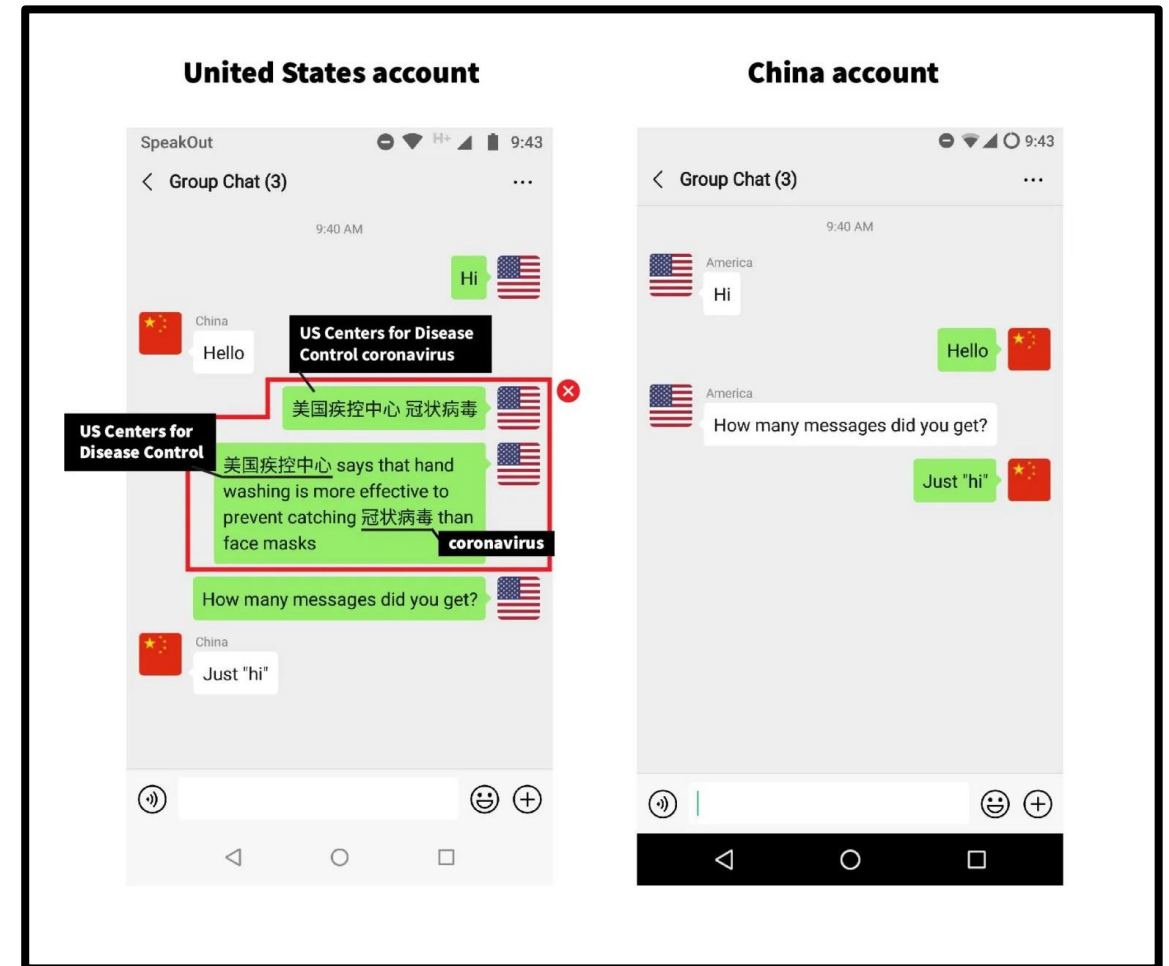 United States account
SpeakOut
H+
9:43
Group Chat (3)
9:40 AM
Hi
China
Hello
US Centers for Disease
Control coronavirus
美国疾控中心 冠状病毒
US Centers for
Disease Control
美国疾控中心 says that hand
washing is more effective to
prevent catching 冠状病毒 than
face masks
coronavirus
How many messages did you get?
China
Just "hi"
China account
9:43
Group Chat (3)
9:40 AM
America
Hi
Hello
America
How many messages did you get?
Just "hi"